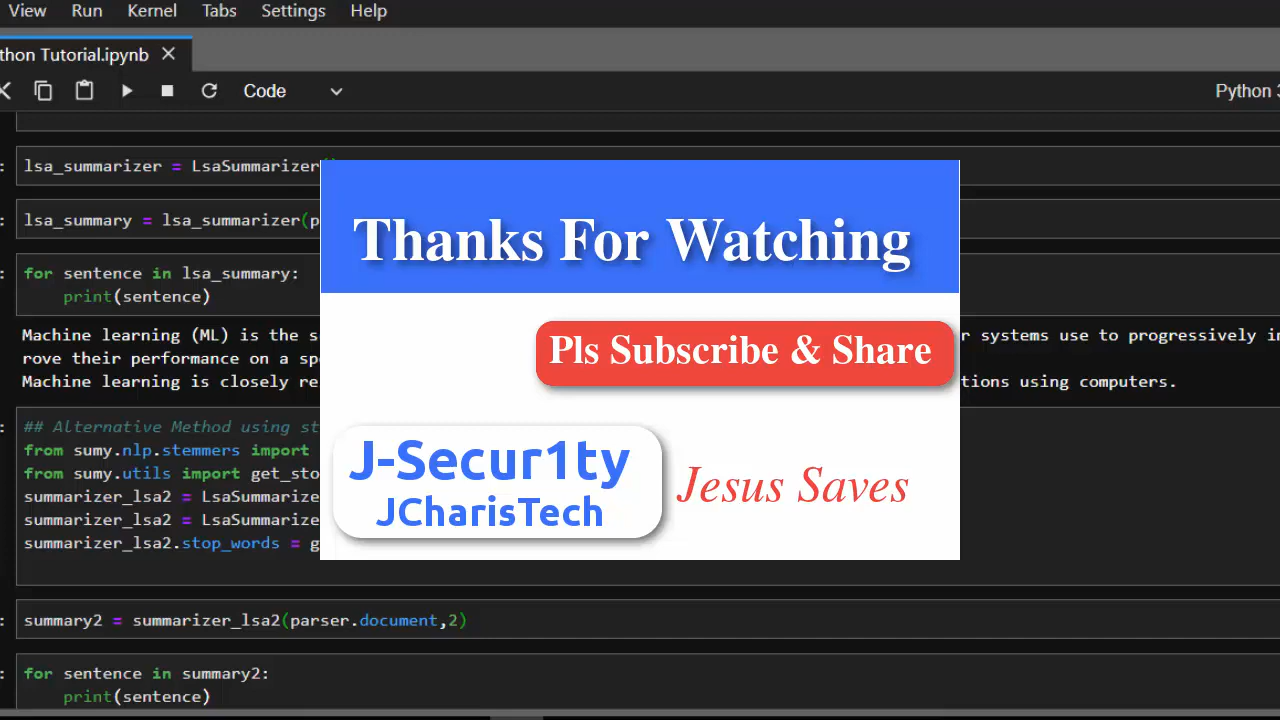 View Run Kernel Tabs Settings Help
thon Tutorial.ipynb
Code Python 3
: lsa_summarizer = LsaSummarizer()
: lsa_summary = lsa_summarizer(p
: for sentence in lsa_summary:
print(sentence)
Thanks For Watching
Machine learning (ML) is the s r systems use to progressively im
rove their performance on a sp
Machine learning is closely re tions using computers.
Pls Subscribe & Share
: ## Alternative Method using st
from sumy.nlp.stemmers import
from sumy.utils import get_sto
summarizer_lsa2 = LsaSummarize
summarizer_lsa2 = LsaSummarize
summarizer_lsa2.stop_words = g
J-Secur1ty
JCharisTech
Jesus Saves
: summary2 = summarizer_lsa2(parser.document,2)
: for sentence in summary2:
print(sentence)